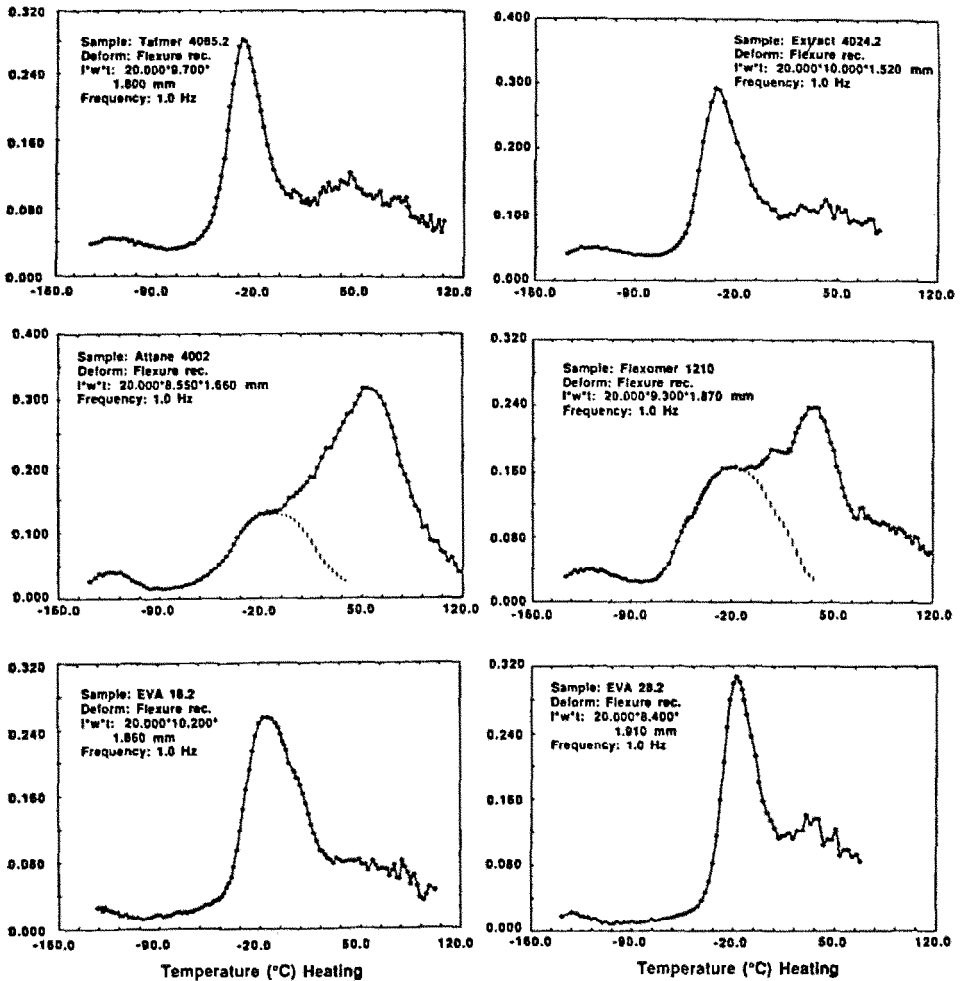 0.320
0.240
0.160
0.080
0.000
Sample: Tafmer 4085.2
Deform: Flexure rec.
l*w*t: 20.000*9.700*
1.800 mm
Frequency: 1.0 Hz
-160.0 -90.0 -20.0 50.0 120.0
0.400
0.300
0.200
0.100
0.000
Sample: Extract 4024.2
Deform: Flexure rec.
l*w*t: 20.000*10.000*1.520 mm
Frequency: 1.0 Hz
-160.0 -90.0 -20.0 50.0 120.0
0.400
0.300
0.200
0.100
0.000
Sample: Attane 4002
Deform: Flexure rec.
l*w*t: 20.000*8.550*1.660 mm
Frequency: 1.0 Hz
-160.0 -90.0 -20.0 50.0 120.0
0.320
0.240
0.160
0.080
0.000
Sample: Flexomer 1210
Deform: Flexure rec.
l*w*t: 20.000*9.300*1.870 mm
Frequency: 1.0 Hz
-160.0 -90.0 -20.0 50.0 120.0
0.320
0.240
0.160
0.080
0.000
Sample: EVA 18.2
Deform: Flexure rec.
l*w*t: 20.000*10.200*
1.860 mm
Frequency: 1.0 Hz
-160.0 -90.0 -20.0 50.0 120.0
Temperature (°C) Heating
0.320
0.240
0.160
0.080
0.000
Sample: EVA 28.2
Deform: Flexure rec.
l*w*t: 20.000*8.400*
1.910 mm
Frequency: 1.0 Hz
-160.0 -90.0 -20.0 50.0 120.0
Temperature (°C) Heating